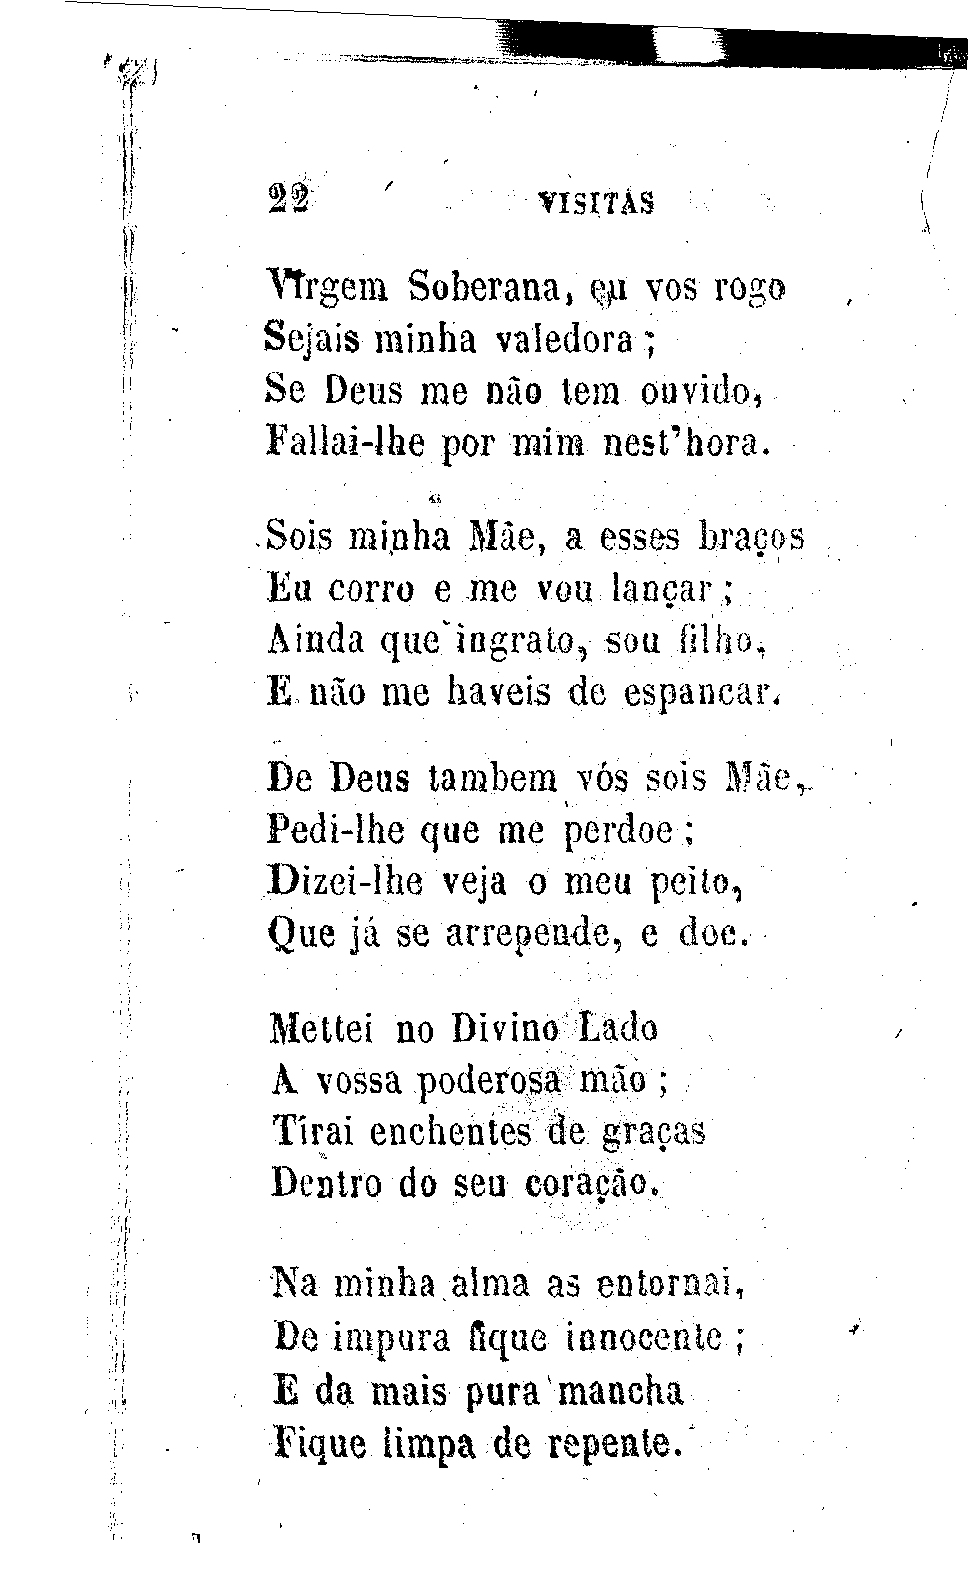 22 VISITAS
Virgem Soberana, eu vos rogo
Sejais minha valedora ;
Se Deus me não tem ouvido,
Fallai-lhe por mim nest'hora.
Sois minha Mãe, a esses braços
Eu corro e me vou lançar ;
Ainda que ingrato, sou filho,
E não me haveis de espancar.
De Deus tambem vós sois Mãe,
Pedi-lhe que me perdoe ;
Dizei-lhe veja o meu peito,
Que já se arrepende, e doe.
Mettei no Divino Lado
A vossa poderosa mão ;
Tirai enchentes de graças
Dentro do seu coração.
Na minha alma as entornai,
De impura fique innocente ;
E da mais pura mancha
Fique limpa de repente.